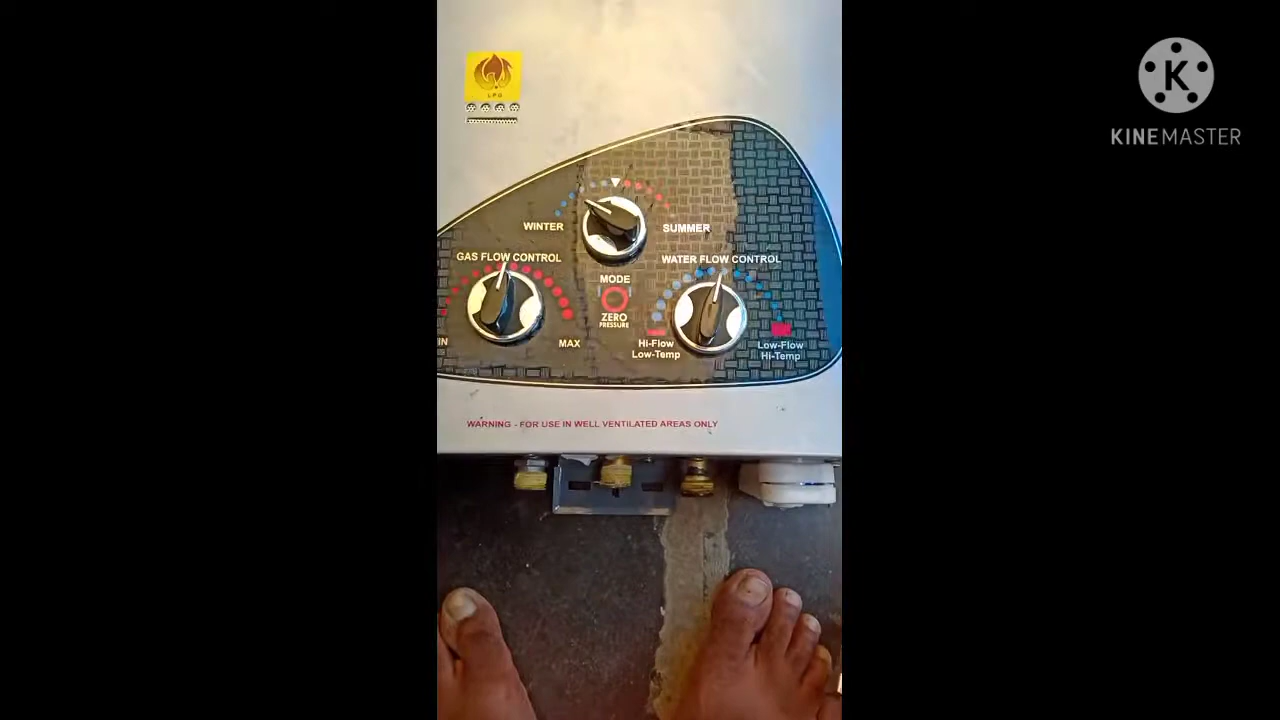 K
KINEMASTER
LPG
WINTER
SUMMER
GAS FLOW CONTROL
WATER FLOW CONTROL
MODE
ZERO
PRESSURE
MAX
Hi-Flow
Low-Temp
Low-Flow
Hi-Temp
WARNING - FOR USE IN WELL VENTILATED AREAS ONLY